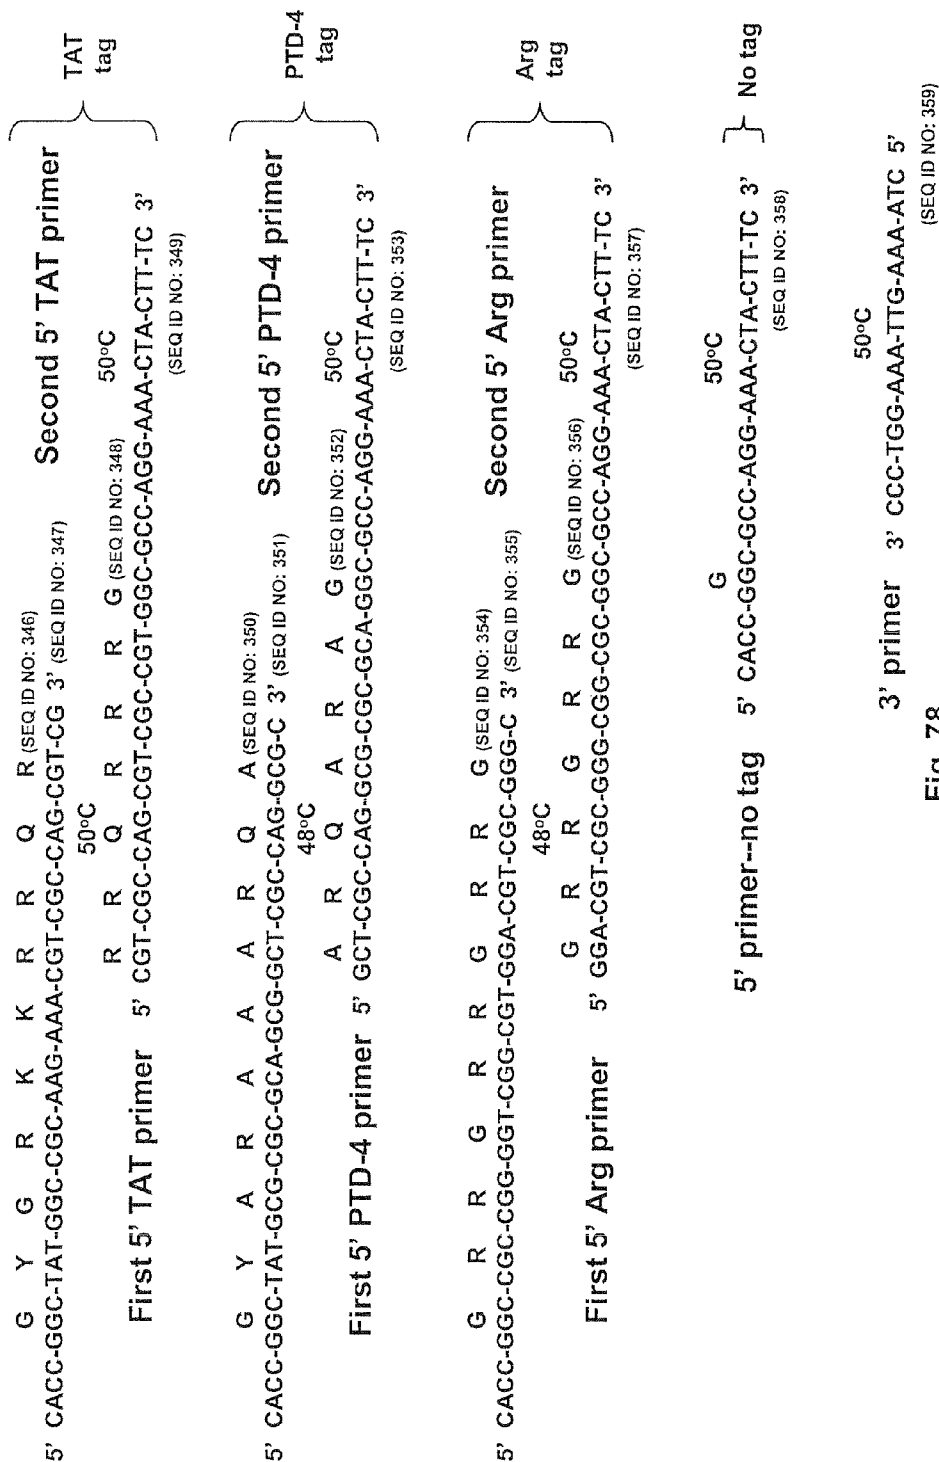 G Y G R K K R R Q R (SEQ ID NO: 346)
5' CACC-GGC-TAT-GGC-CGC-AAG-AAA-CGT-CGC-CAG-CGT-CG 3' (SEQ ID NO: 347)
Second 5' TAT primer
TAT tag
50°C
R R Q R R R G (SEQ ID NO: 348)
50°C
First 5' TAT primer 5' CGT-CGC-CAG-CGT-CGC-CGT-GGC-GCC-AGG-AAA-CTA-CTT-TC 3'
(SEQ ID NO: 349)
G Y A R A A A R Q A (SEQ ID NO: 350)
5' CACC-GGC-TAT-GCG-CGC-GCA-GCG-GCT-CGC-CAG-GCG-C 3' (SEQ ID NO: 351)
Second 5' PTD-4 primer
PTD-4 tag
48°C
A R Q A R A G (SEQ ID NO: 352)
50°C
First 5' PTD-4 primer 5' GCT-CGC-CAG-GCG-CGC-GCA-GGC-GCC-AGG-AAA-CTA-CTT-TC 3'
(SEQ ID NO: 353)
G R R G R R G R R G (SEQ ID NO: 354)
5' CACC-GGC-CGC-CGG-GGT-CGG-CGT-GGA-CGT-CGC-GGG-C 3' (SEQ ID NO: 355)
Second 5' Arg primer
Arg tag
48°C
G R R G R R G (SEQ ID NO: 356)
50°C
First 5' Arg primer 5' GGA-CGT-CGC-GGG-CGG-CGC-GGC-GCC-AGG-AAA-CTA-CTT-TC 3'
(SEQ ID NO: 357)
G
50°C
5' primer--no tag 5' CACC-GGC-GCC-AGG-AAA-CTA-CTT-TC 3'
No tag
(SEQ ID NO: 358)
50°C
3' primer 3' CCC-TGG-AAA-TTG-AAA-ATC 5'
(SEQ ID NO: 359)
Fig. 78